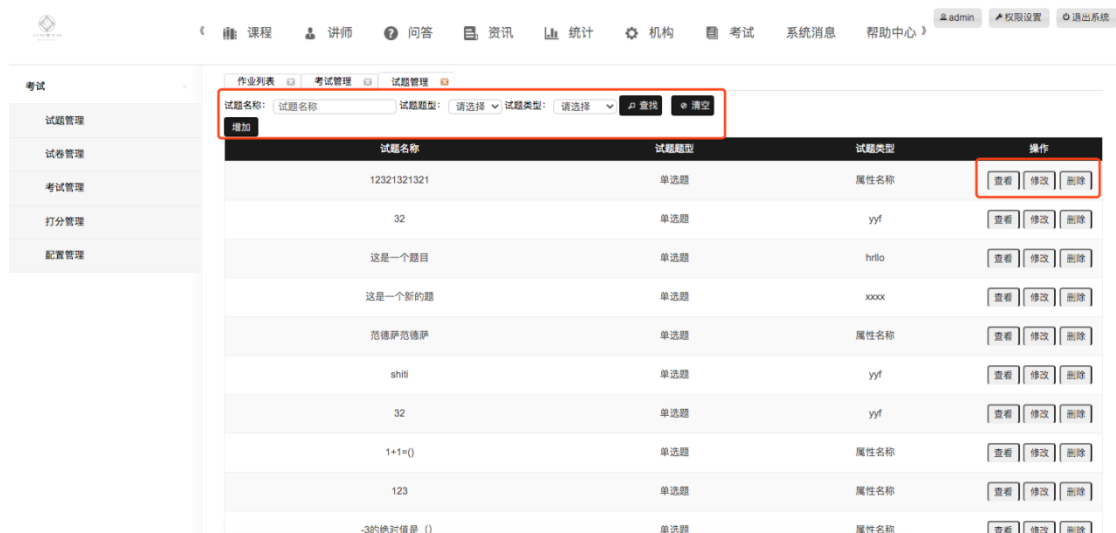 admin 权限设置 退出系统
《 课程 讲师 问答 资讯 统计 机构 考试 系统消息 帮助中心 》
考试
试题管理
试卷管理
考试管理
打分管理
配置管理
作业列表 考试管理 试题管理
试题名称: 试题名称 试题题型: 请选择 试题类型: 请选择 查找 清空
增加
试题名称 试题题型 试题类型 操作
12321321321 单选题 属性名称 查看 修改 删除
32 单选题 yyf 查看 修改 删除
这是一个题目 单选题 hrllo 查看 修改 删除
这是一个新的题 单选题 xxxx 查看 修改 删除
范德萨范德萨 单选题 属性名称 查看 修改 删除
shiti 单选题 yyf 查看 修改 删除
32 单选题 yyf 查看 修改 删除
1+1=() 单选题 属性名称 查看 修改 删除
123 单选题 属性名称 查看 修改 删除
-3的绝对值是（） 单选题 属性名称 查看 修改 删除